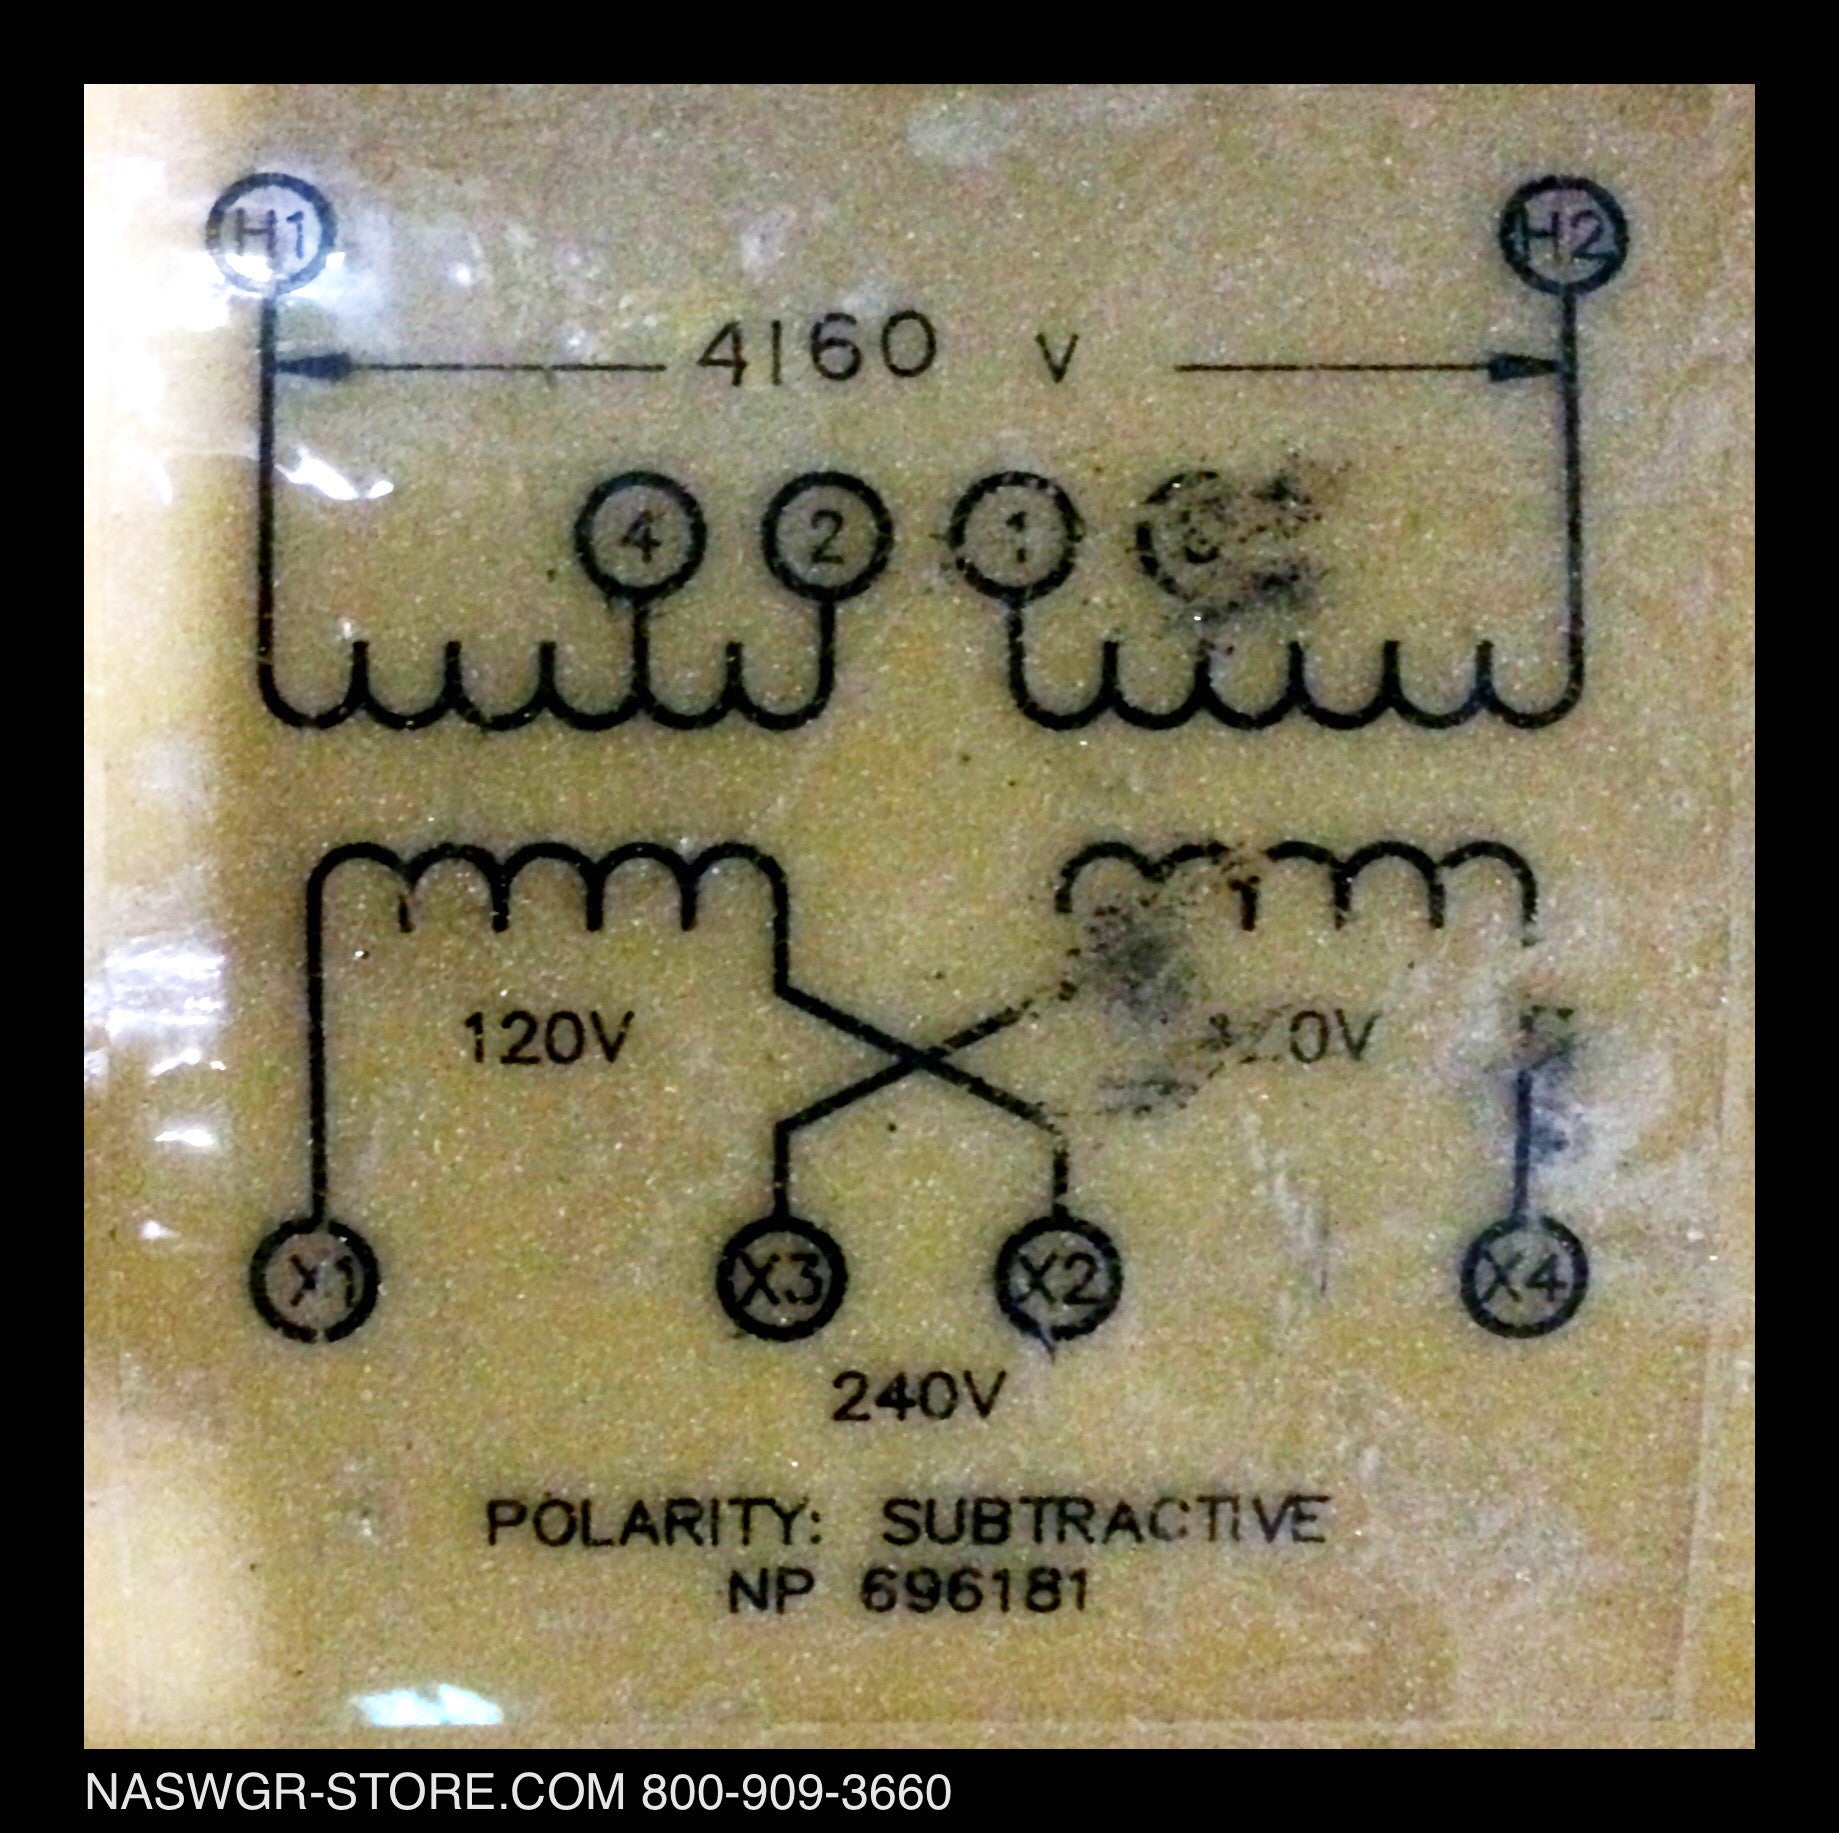 H1 H2
4160 V
4 2 1
120V
X1 X3 X2 X4
240V
POLARITY: SUBTRACTIVE
NP 696181
NASWGR-STORE.COM 800-909-3660